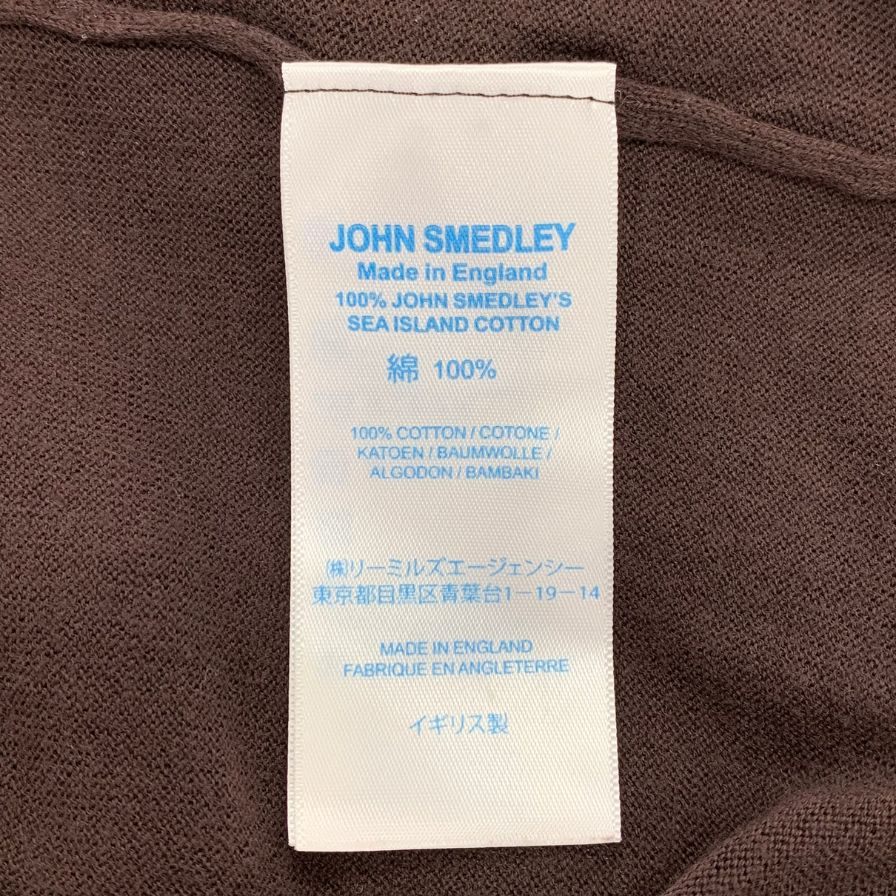 JOHN SMEDLEY
Made in England
100% JOHN SMEDLEY'S
SEA ISLAND COTTON
綿 100%
100% COTTON / COTONE /
KATOEN / BAUMWOLLE /
ALGODON / BAMBAKI
㈱リーミルズエージェンシー
東京都目黒区青葉台1－19－14
MADE IN ENGLAND
FABRIQUE EN ANGLETERRE
イギリス製